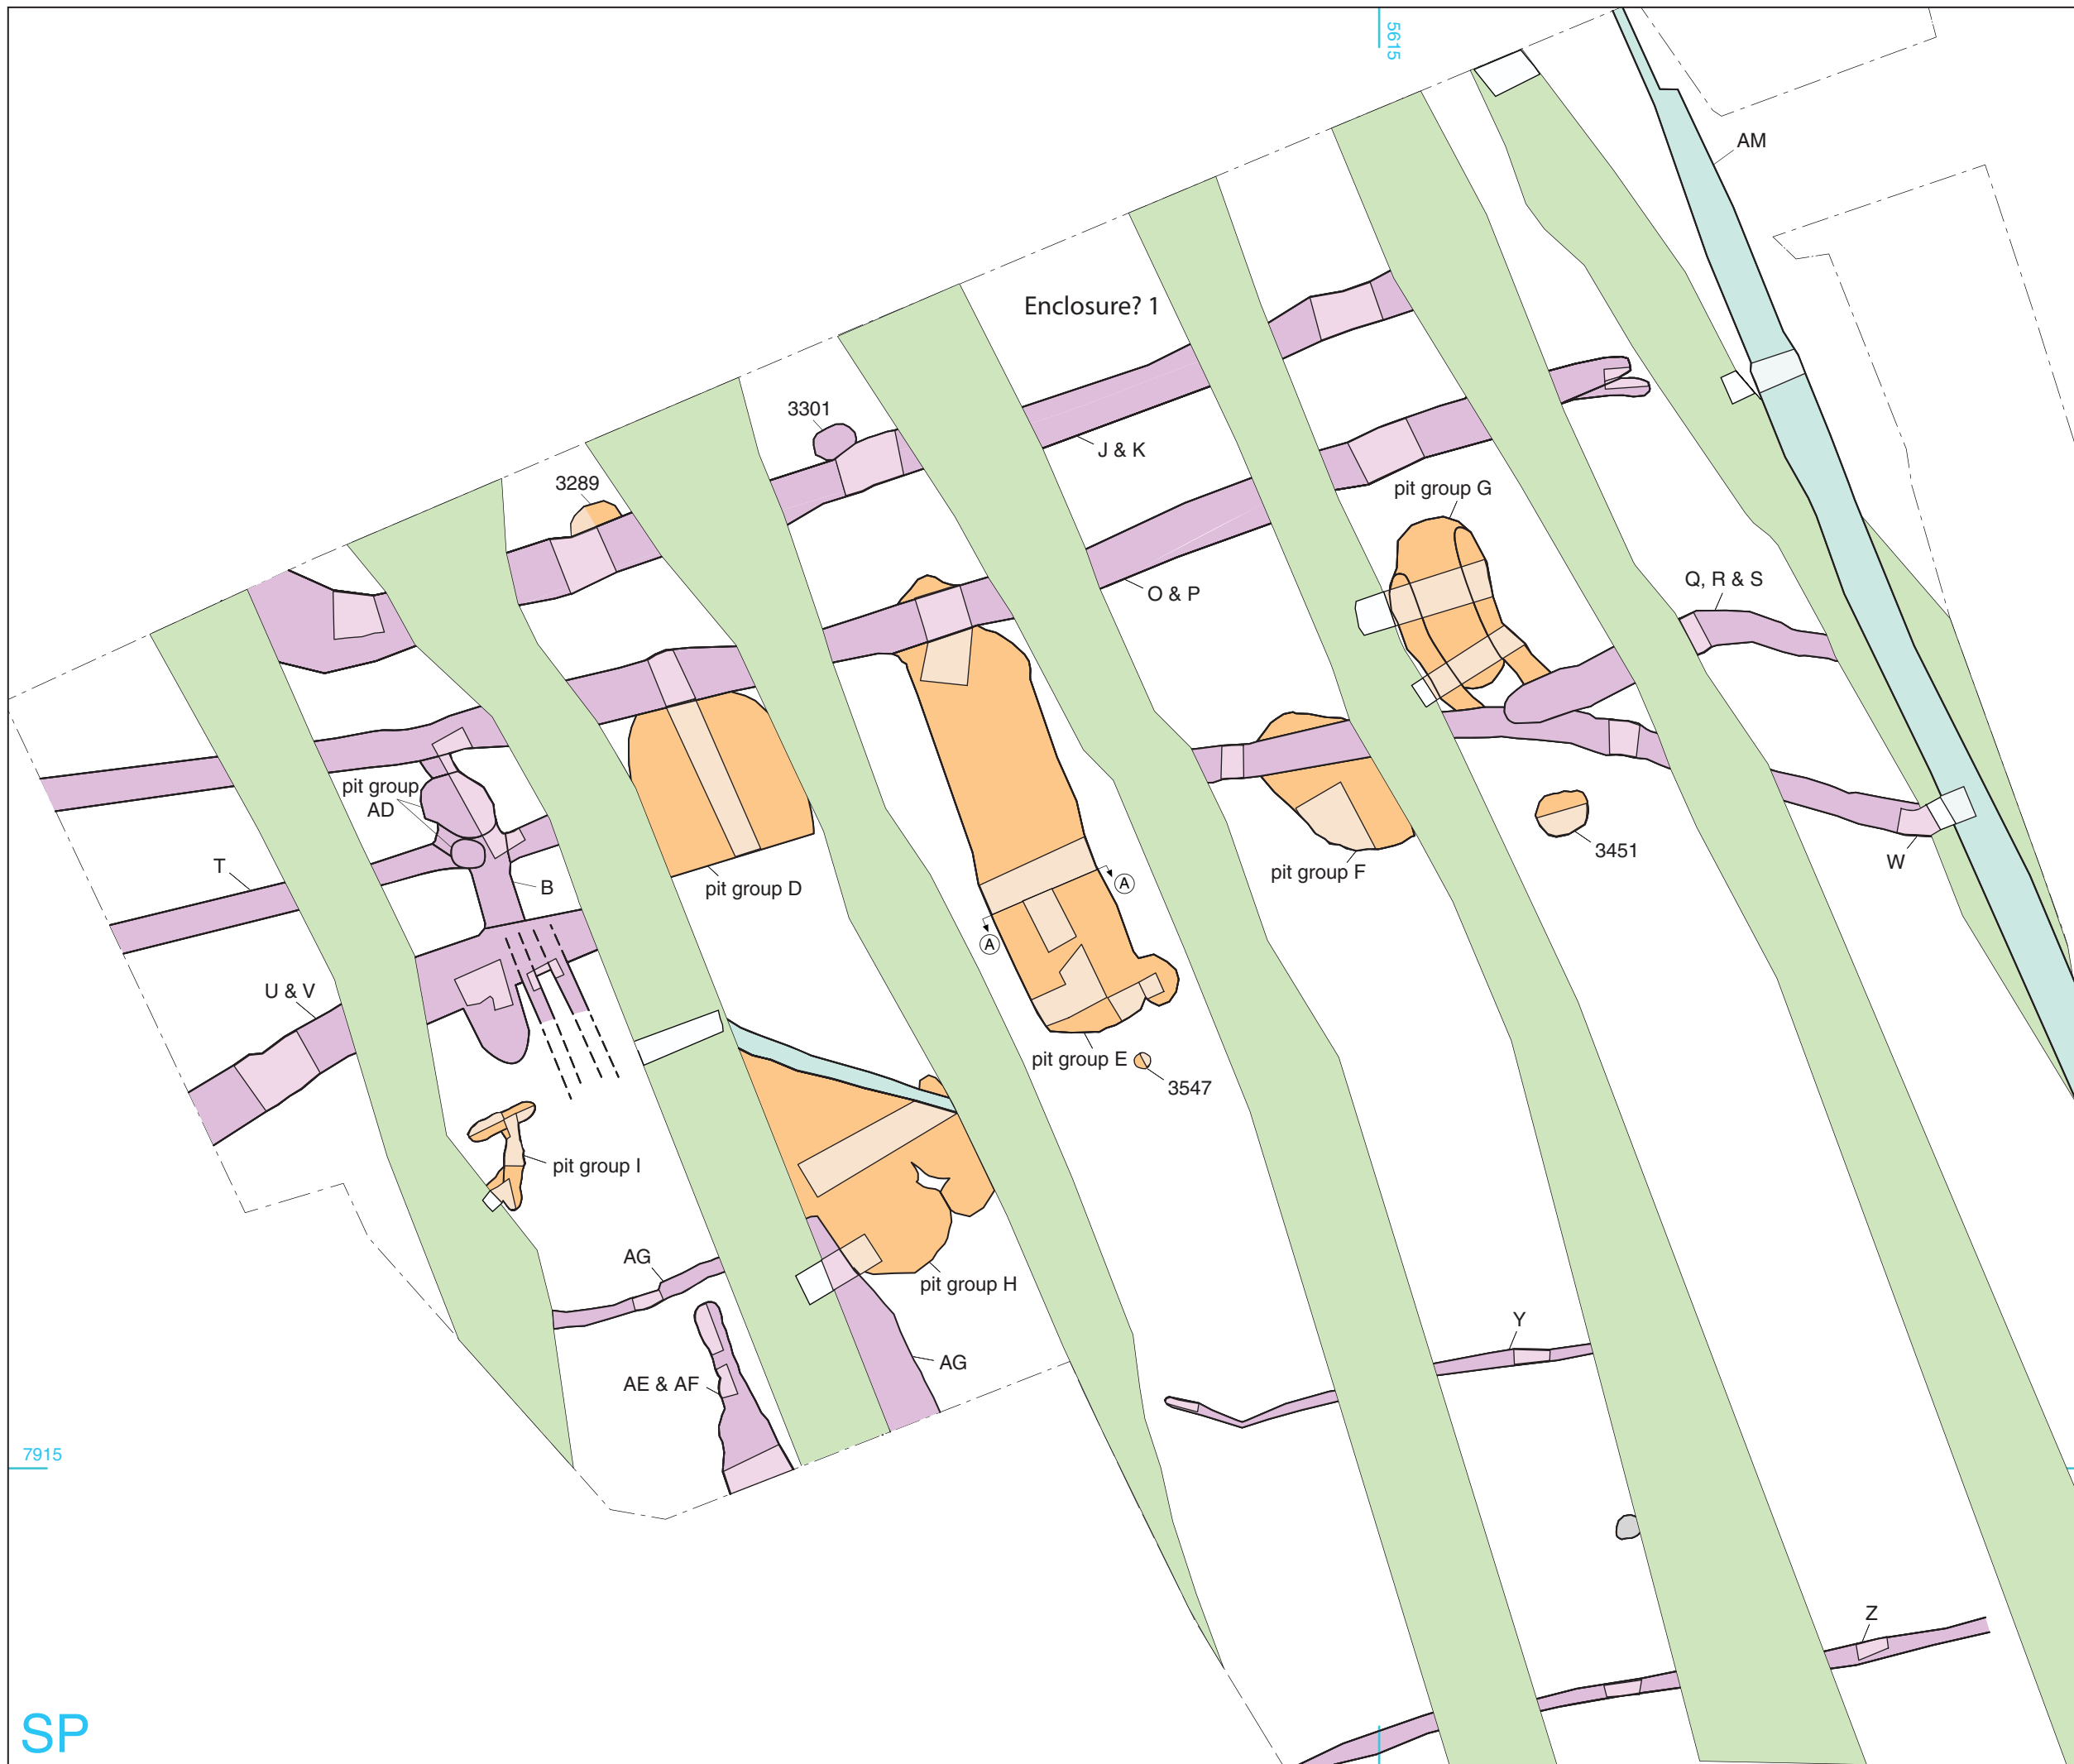 5615
AM
Enclosure? 1
3301
J & K
3289
pit group G
O & P
Q, R & S
pit group
AD
T
B
pit group D
A
pit group F
3451
W
A
U & V
pit group E
3547
pit group I
AG
pit group H
Y
AG
AE & AF
7915
Z
SP